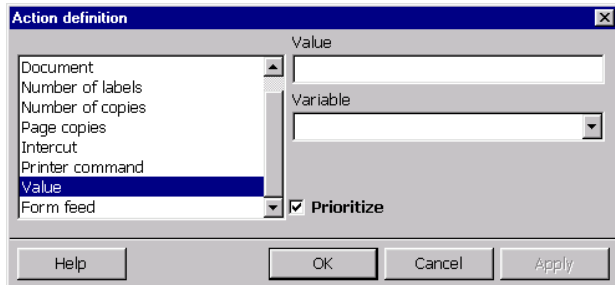 Action definition
Document
Number of labels
Number of copies
Page copies
Intercut
Printer command
Value
Form feed
Value
Variable
Prioritize
Help
OK
Cancel
Apply